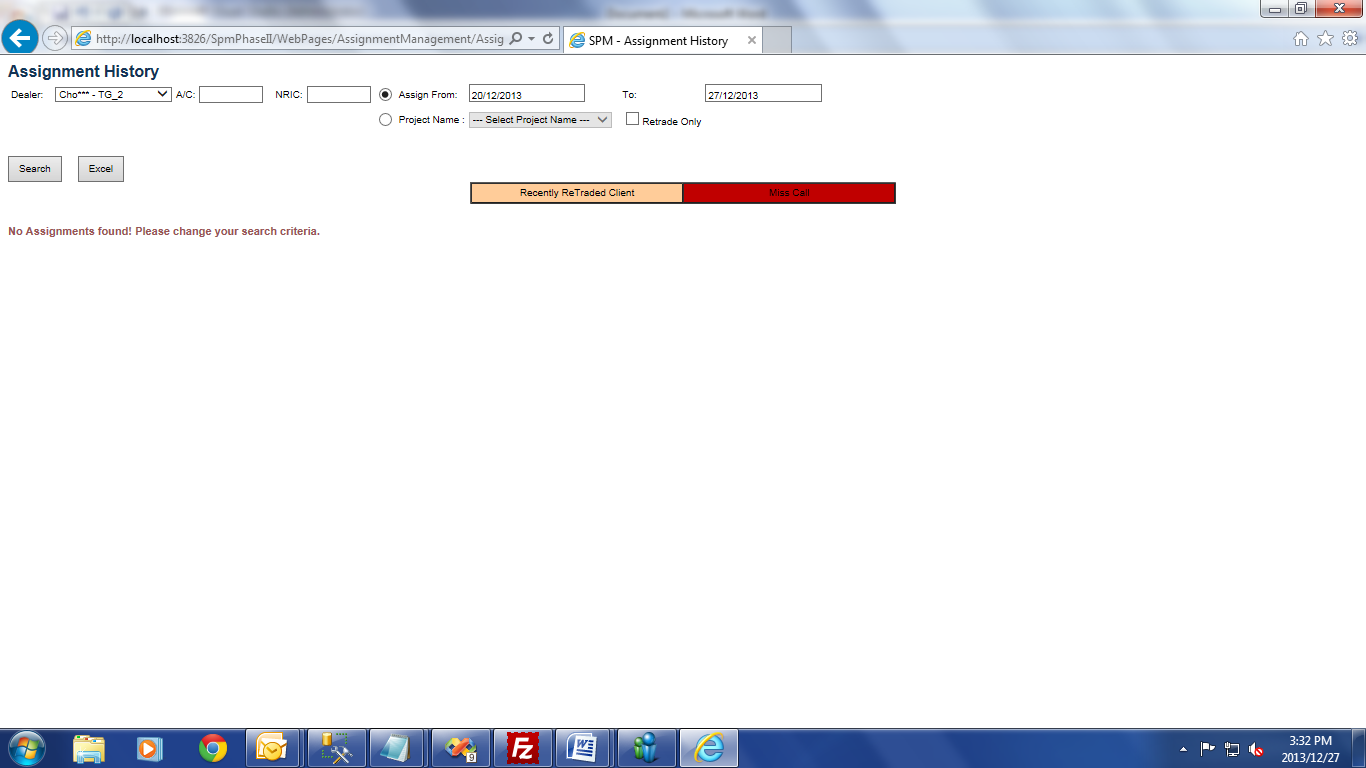 http://localhost:3826/SpmPhaseII/WebPages/AssignmentManagement/Assig
SPM - Assignment History
Assignment History
Dealer: Cho*** - TG_2 A/C: NRIC: Assign From: 20/12/2013 To: 27/12/2013
Project Name : --- Select Project Name --- Retrade Only
Search Excel
Recently ReTraded Client Miss Call
No Assignments found! Please change your search criteria.
9
3:32 PM
2013/12/27